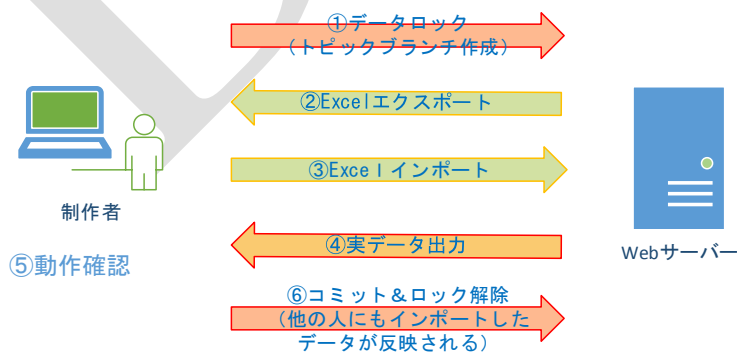 ①データロック
（トピックブランチ作成）
②Excelエクスポート
③Excelインポート
制作者
④実データ出力
Webサーバー
⑤動作確認
⑥コミット＆ロック解除
（他の人にもインポートした
データが反映される）